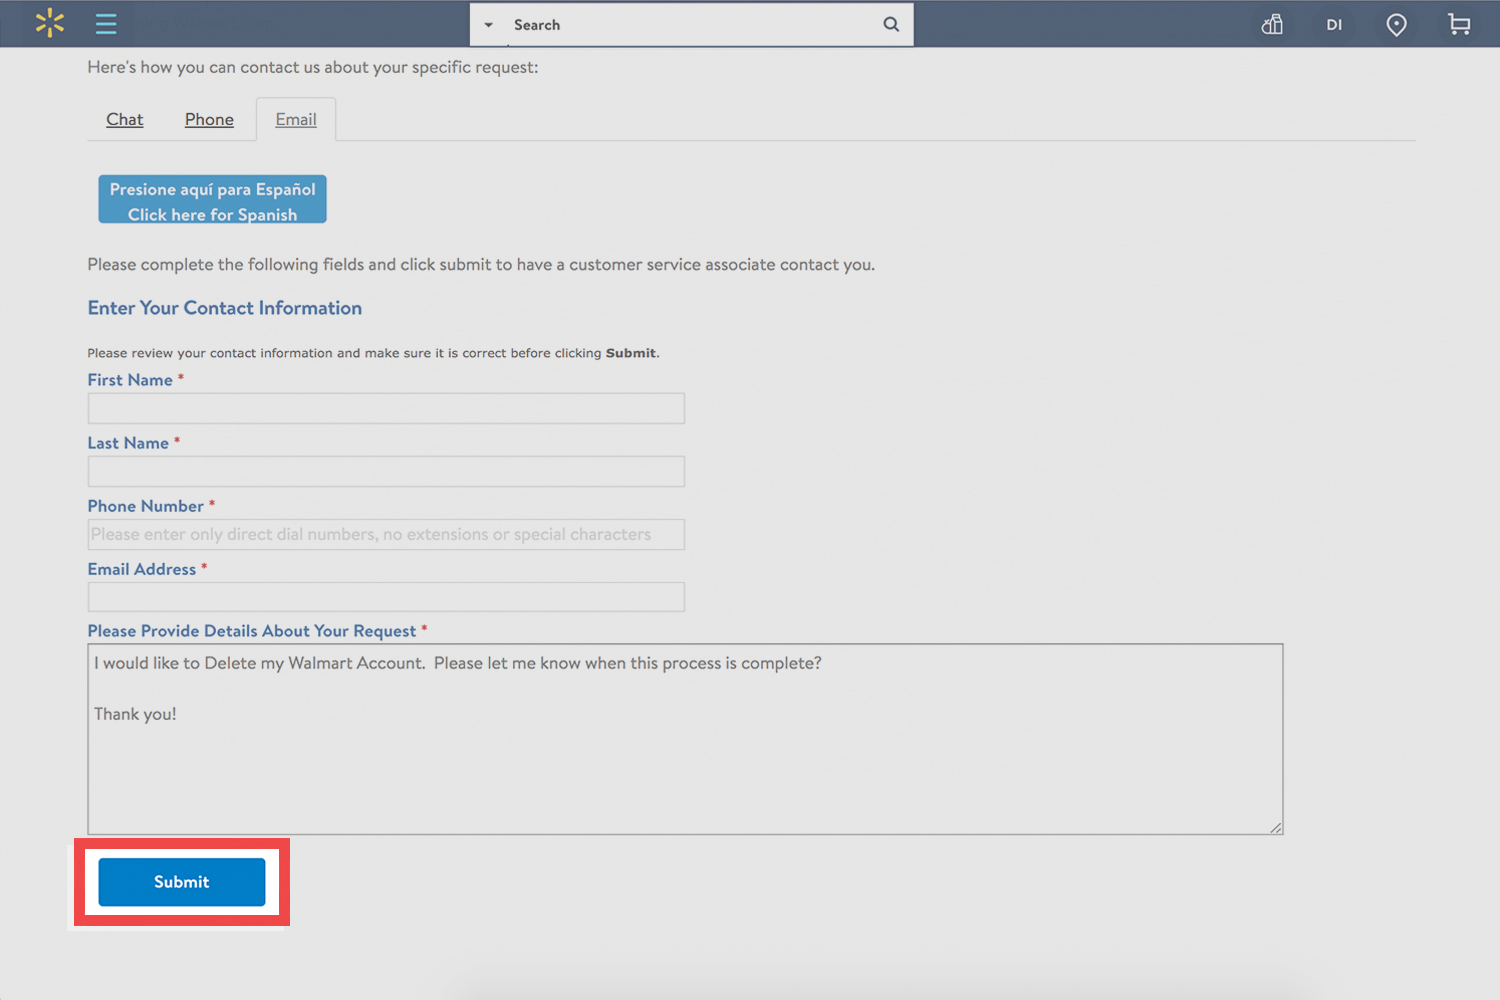 Search
DI
Here's how you can contact us about your specific request:
Chat Phone Email
Presione aquí para Español
Click here for Spanish
Please complete the following fields and click submit to have a customer service associate contact you.
Enter Your Contact Information
Please review your contact information and make sure it is correct before clicking Submit.
First Name *
Last Name *
Phone Number *
Please enter only direct dial numbers, no extensions or special characters
Email Address *
Please Provide Details About Your Request *
I would like to Delete my Walmart Account.  Please let me know when this process is complete?
Thank you!
Submit